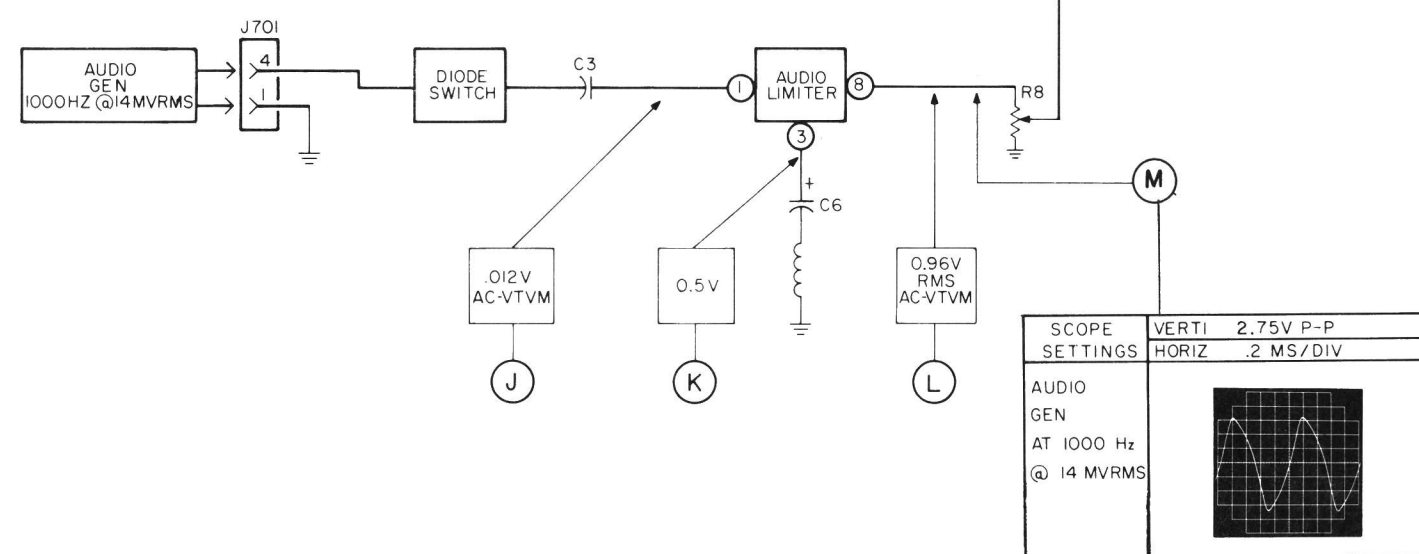 J701
AUDIO
GEN
1000HZ @14MVRMS
4
1
DIODE
SWITCH
C3
1
AUDIO
LIMITER
8
3
R8
+
C6
M
.012V
AC-VTVM
0.5V
0.96V
RMS
AC-VTVM
J
K
L
SCOPE
SETTINGS
VERTI 2.75V P-P
HORIZ .2 MS/DIV
AUDIO
GEN
AT 1000 Hz
@ 14 MVRMS